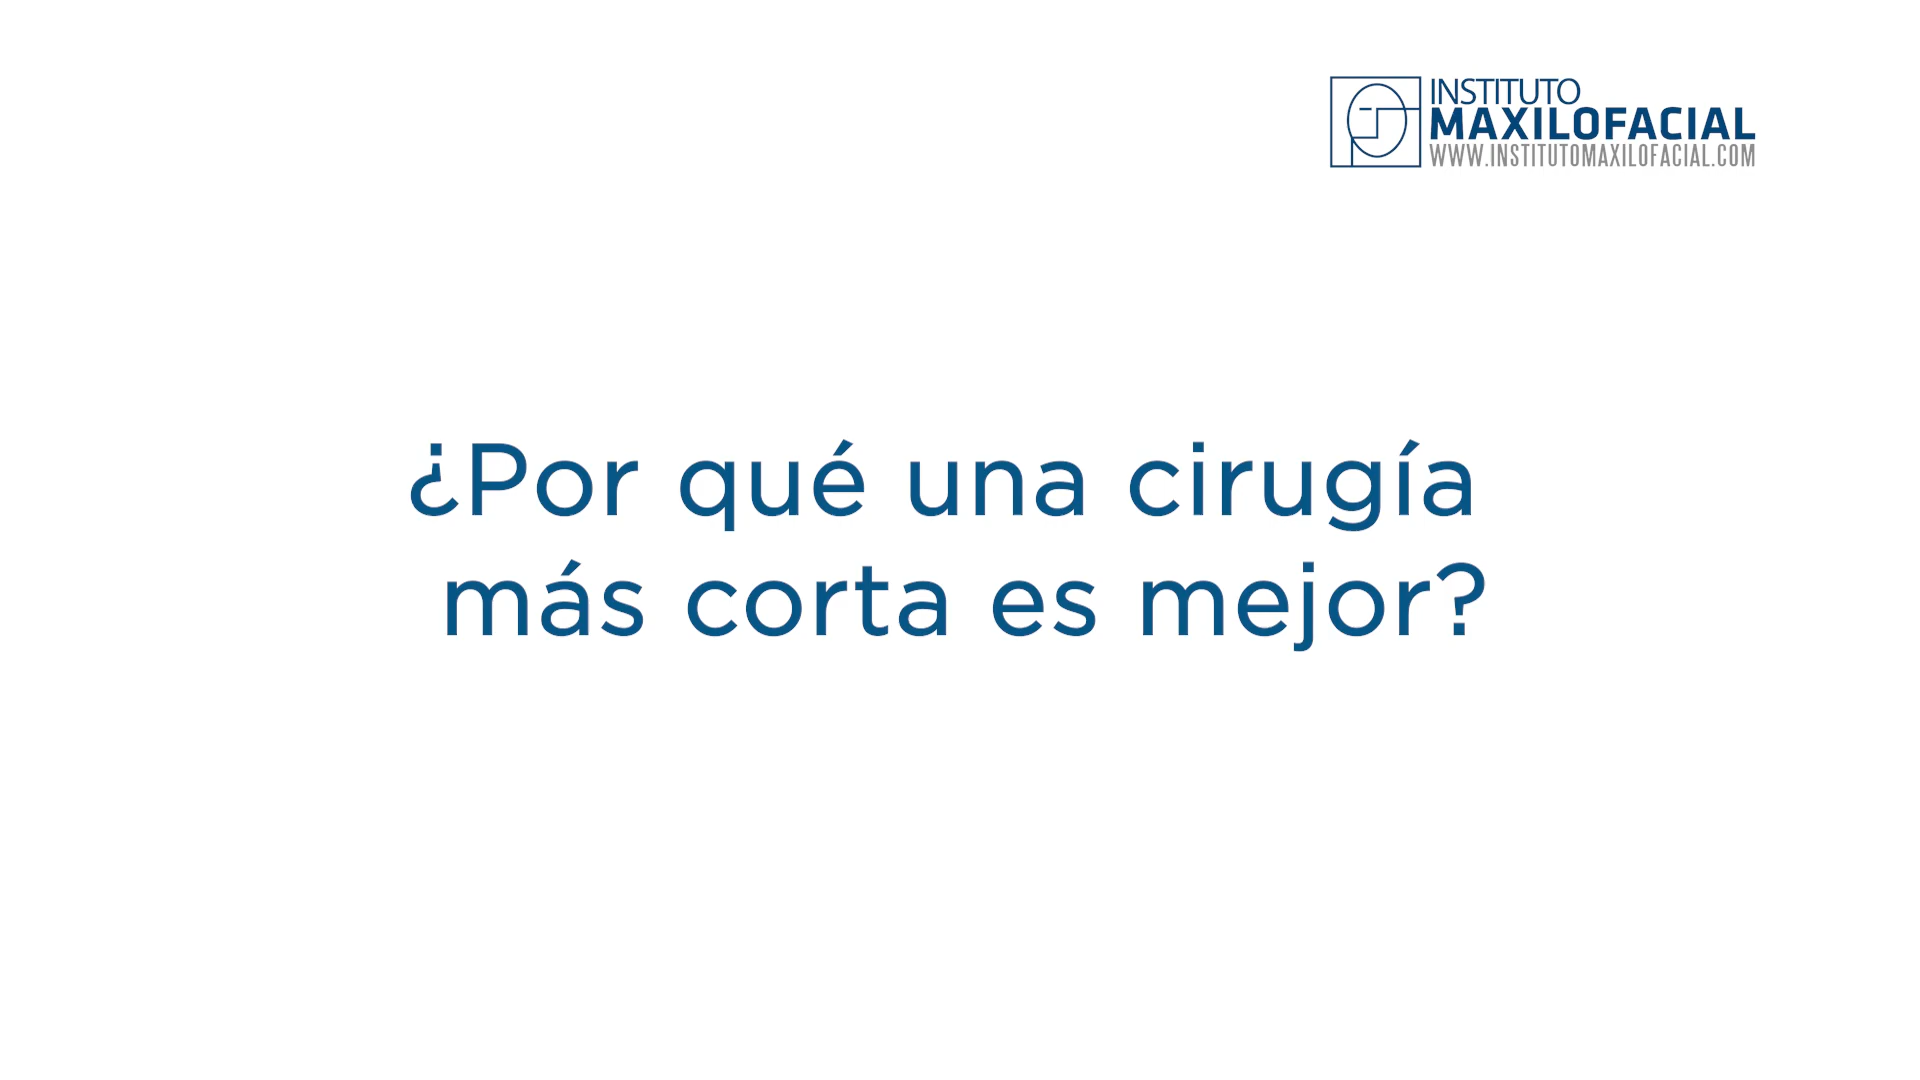 INSTITUTO
MAXILOFACIAL
WWW.INSTITUTOMAXILOFACIAL.COM
¿Por qué una cirugía
más corta es mejor?